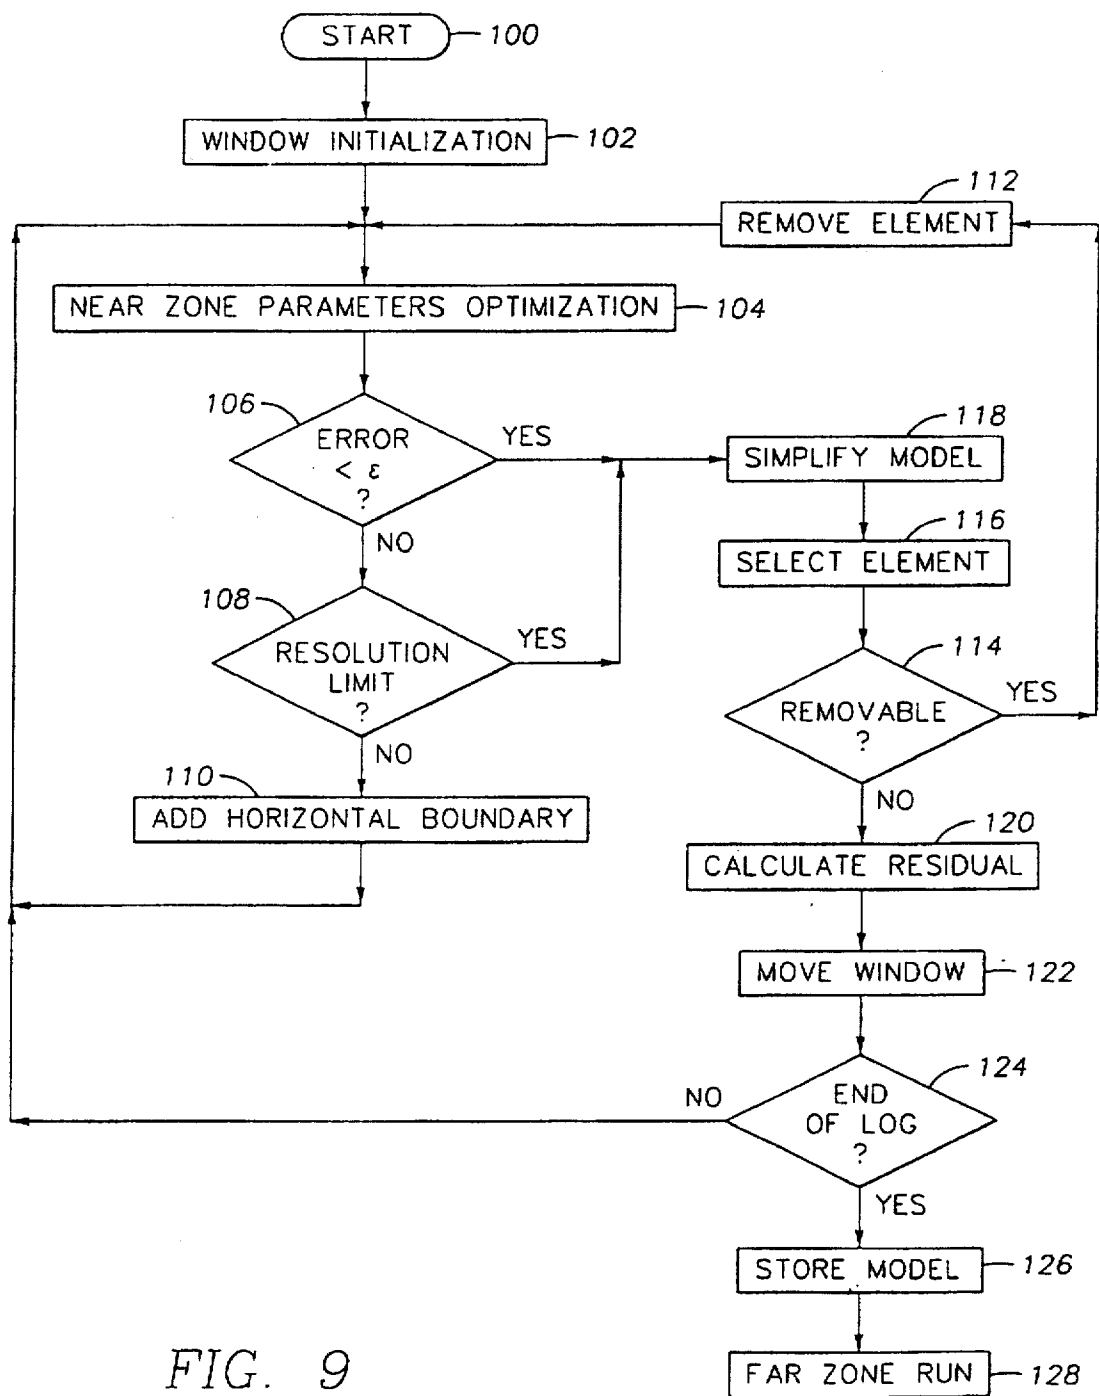 START
100
WINDOW INITIALIZATION
102
112
REMOVE ELEMENT
NEAR ZONE PARAMETERS OPTIMIZATION
104
106
ERROR
< ε
?
YES
NO
118
SIMPLIFY MODEL
116
SELECT ELEMENT
108
RESOLUTION
LIMIT
?
YES
NO
114
REMOVABLE
?
YES
NO
110
ADD HORIZONTAL BOUNDARY
120
CALCULATE RESIDUAL
MOVE WINDOW
122
124
END
OF LOG
?
NO
YES
STORE MODEL
126
FAR ZONE RUN
128
FIG. 9